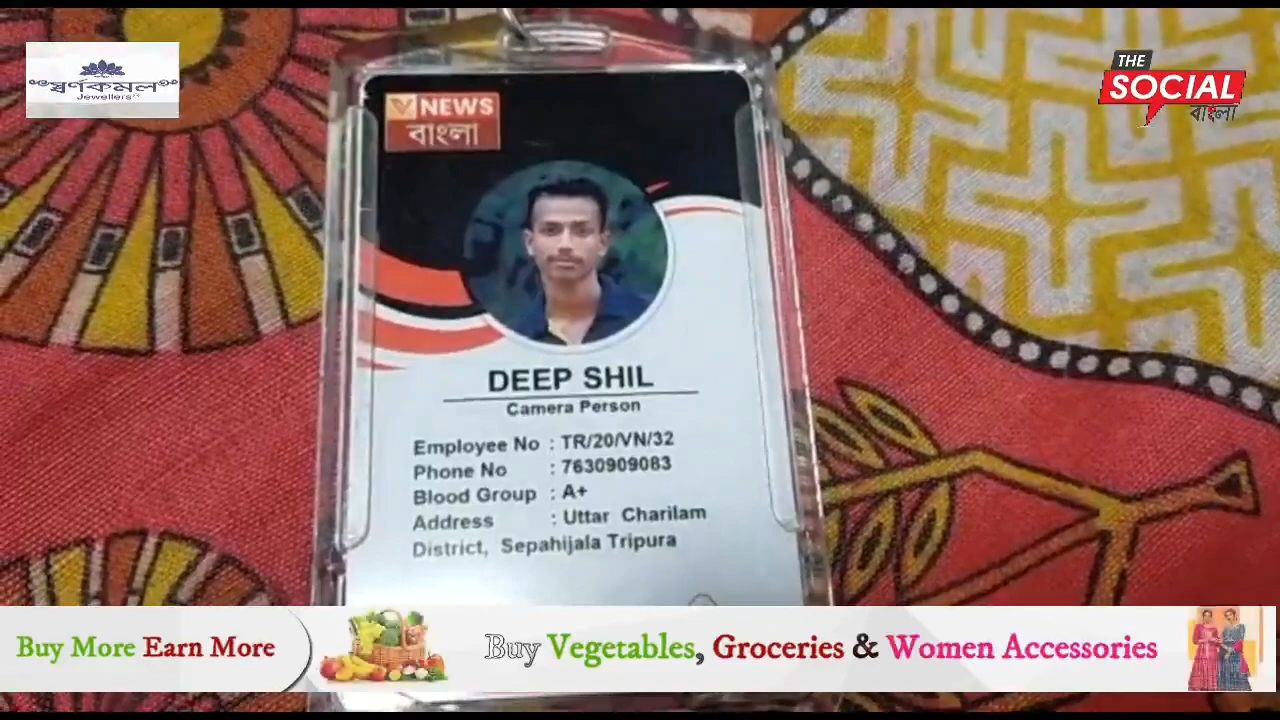 স্বর্ণকমল
Jewellers
THE
SOCIAL
বাংলা
V NEWS
বাংলা
DEEP SHIL
Camera Person
Employee No : TR/20/VN/32
Phone No : 7630909083
Blood Group : A+
Address : Uttar Charilam
District, Sepahijala Tripura
Buy More Earn More
Buy Vegetables, Groceries & Women Accessories